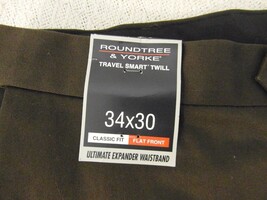 ROUNDTREE
& YORKE
TRAVEL SMART TWILL
34x30
CLASSIC FIT FLAT FRONT
ULTIMATE EXPANDER WAISTBAND